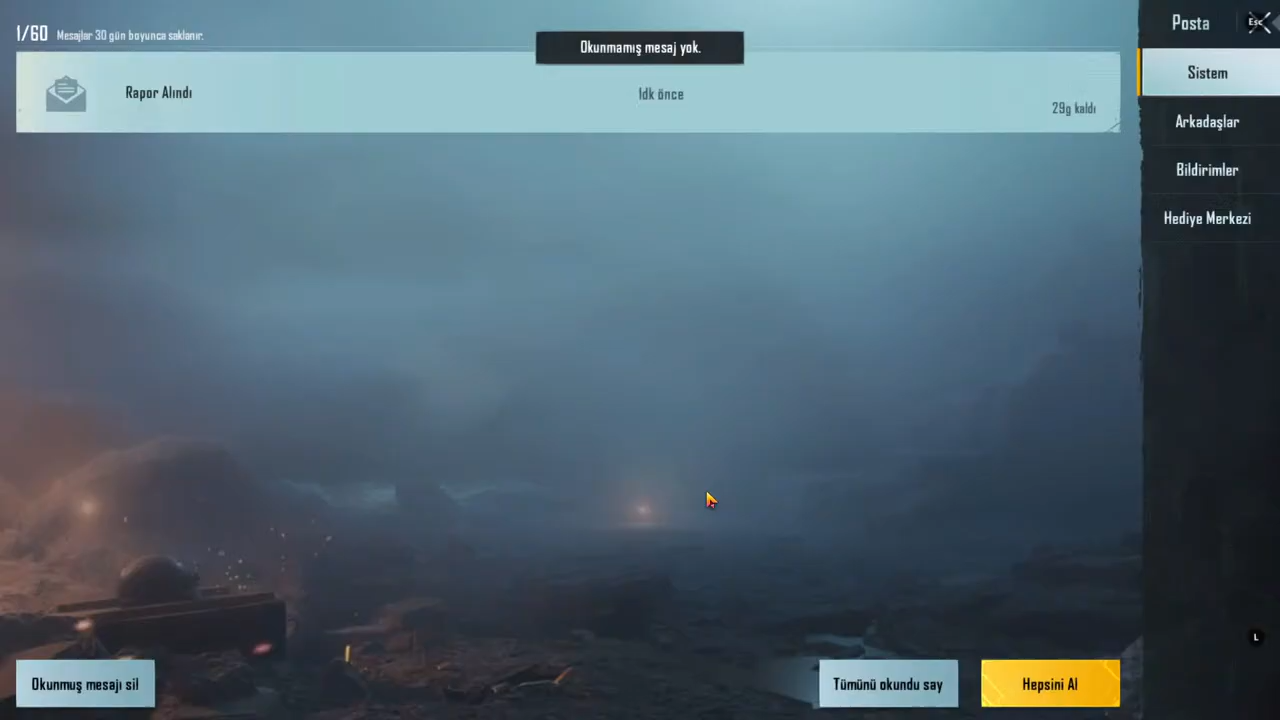 1/60 Mesajlar 30 gün boyunca saklanır.
Okunmamış mesaj yok.
Posta
Esc
Rapor Alındı
1dk önce
29g kaldı
Sistem
Arkadaşlar
Bildirimler
Hediye Merkezi
L
Okunmuş mesajı sil
Tümünü okundu say
Hepsini Al